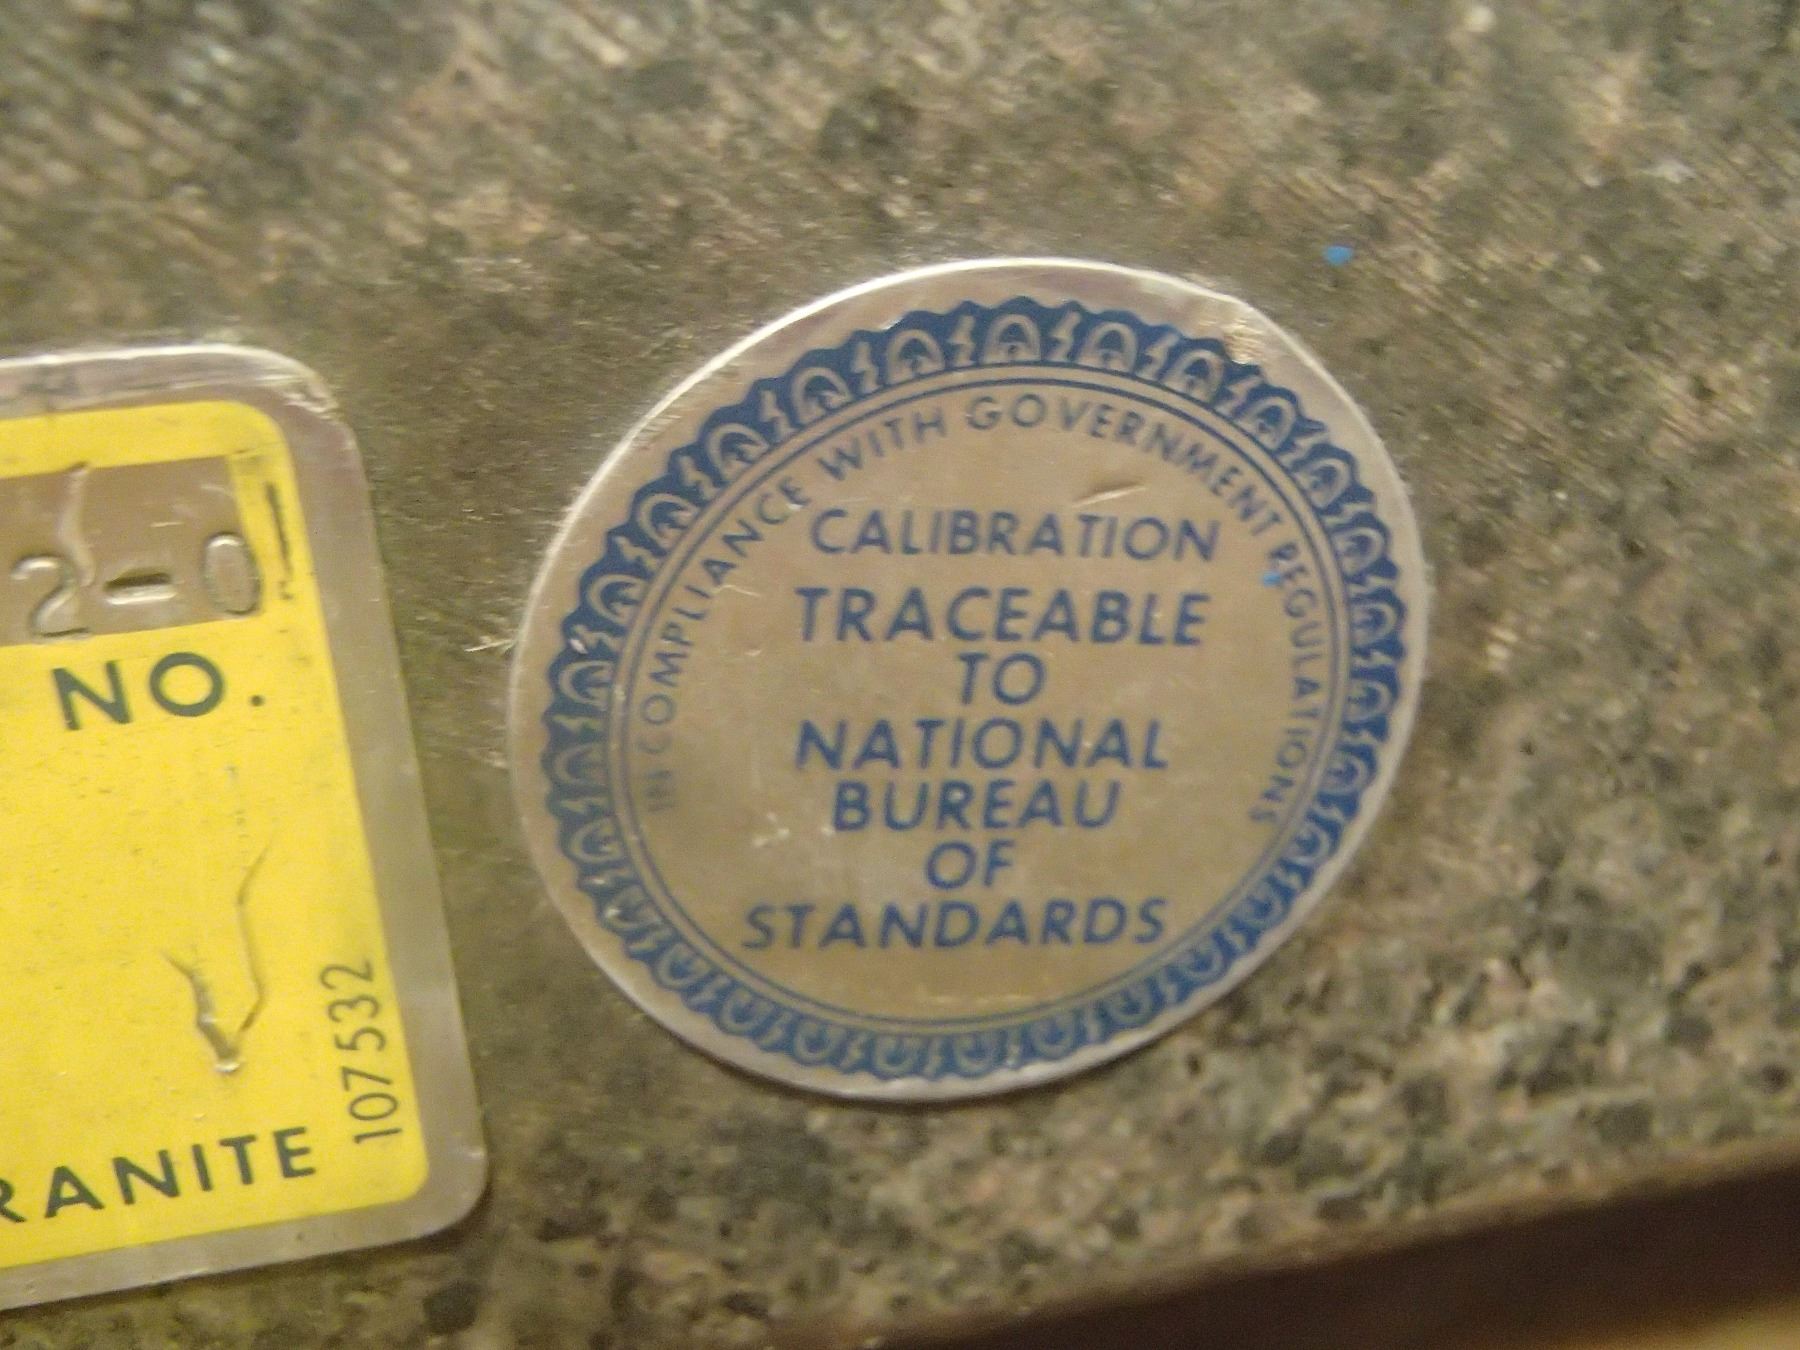 2-0
NO.
RANITE
107532
IN COMPLIANCE WITH GOVERNMENT REGULATIONS
CALIBRATION
TRACEABLE
TO
NATIONAL
BUREAU
OF
STANDARDS